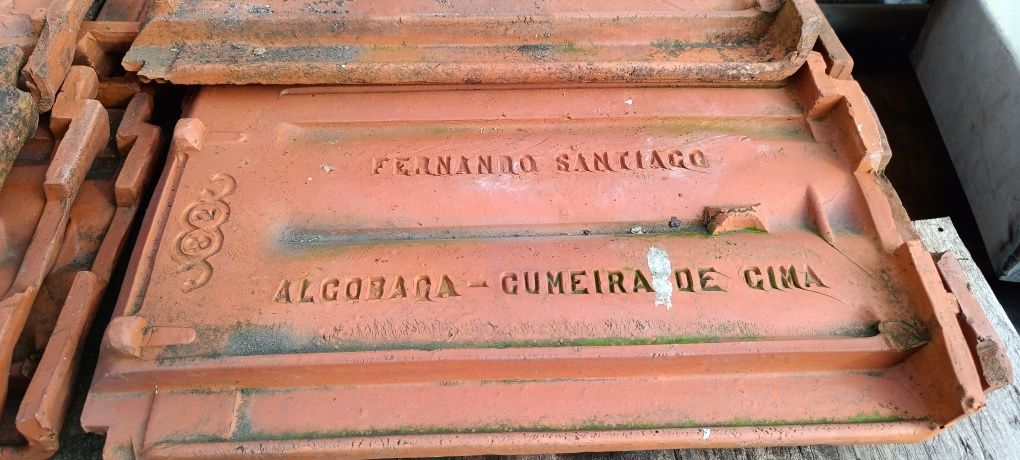 FERNANDO SANTIAGO
ALCOBAÇA - CUMEIRA DE CIMA